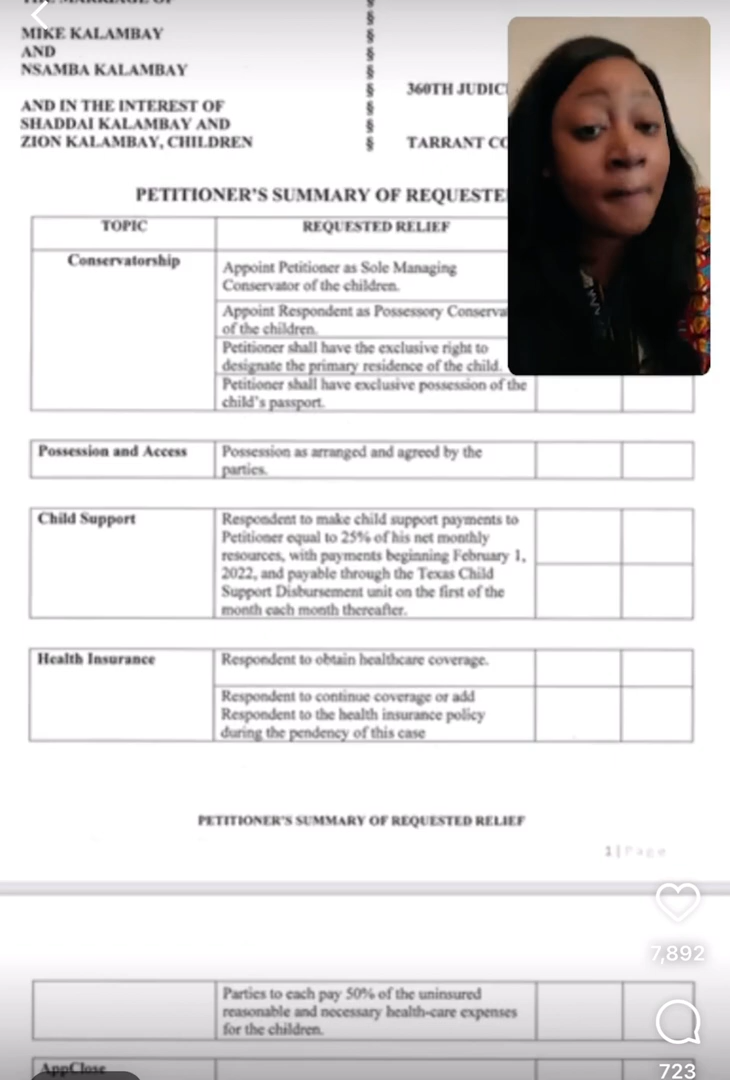 MIKE KALAMBAY
AND
NSAMBA KALAMBAY
AND IN THE INTEREST OF
SHADDAI KALAMBAY AND
ZION KALAMBAY, CHILDREN
§
§
§
§
§
§
§
§
360TH
TARRANT
PETITIONER'S SUMMARY OF
TOPIC
REQUESTED RELIEF
Conservatorship
Appoint Petitioner as Sole Managing
Conservator of the children.
Appoint Respondent as Possessory
of the children.
Petitioner shall have the exclusive right to
designate the primary residence of the child.
Petitioner shall have exclusive possession of the
child's passport.
Possession and Access
Possession as arranged and agreed by the
parties.
Child Support
Respondent to make child support payments to
Petitioner equal to 25% of his net monthly
resources, with payments beginning February 1,
2022, and payable through the Texas Child
Support Disbursement unit on the first of the
month each month thereafter.
Health Insurance
Respondent to obtain healthcare coverage.
Respondent to continue coverage or add
Respondent to the health insurance policy
during the pendency of this case
PETITIONER'S SUMMARY OF REQUESTED RELIEF
1 | Page
7,892
Parties to each pay 50% of the uninsured
reasonable and necessary health-care expenses
for the children.
AppClose
723